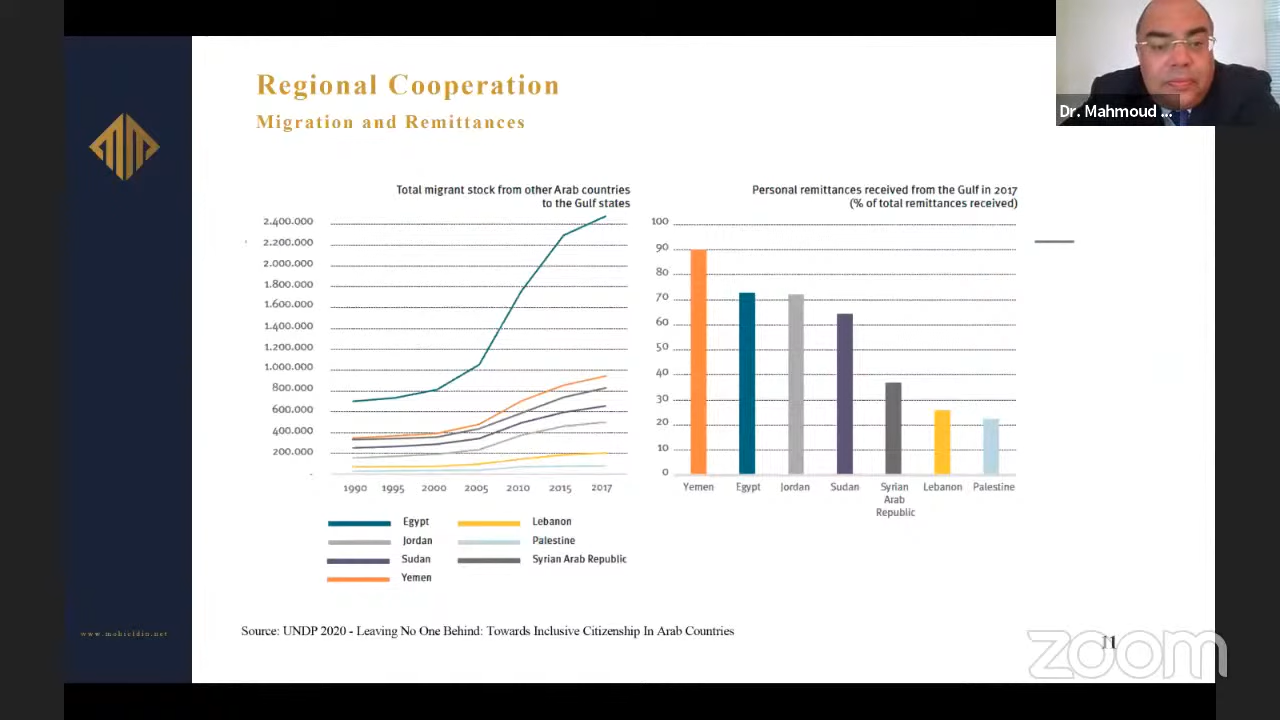 Regional Cooperation
Migration and Remittances
Dr. Mahmoud ...
Total migrant stock from other Arab countries
to the Gulf states
2.400.000
2.200.000
2.000.000
1.800.000
1.600.000
1.400.000
1.200.000
1.000.000
800.000
600.000
400.000
200.000
-
1990 1995 2000 2005 2010 2015 2017
Egypt
Jordan
Sudan
Yemen
Lebanon
Palestine
Syrian Arab Republic
Personal remittances received from the Gulf in 2017
(% of total remittances received)
100
90
80
70
60
50
40
30
20
10
0
Yemen Egypt Jordan Sudan Syrian Lebanon Palestine
Arab
Republic
www.mohieldin.net
Source: UNDP 2020 - Leaving No One Behind: Towards Inclusive Citizenship In Arab Countries
11
zoom